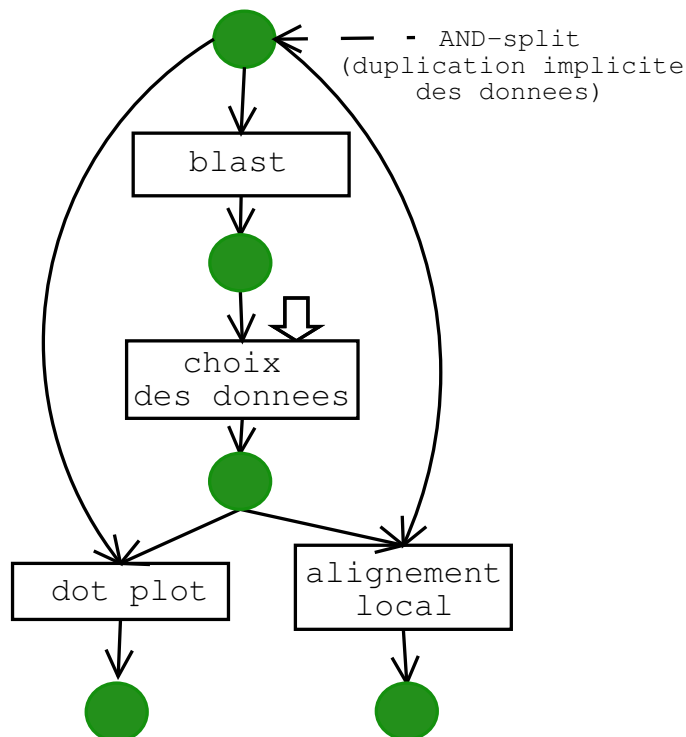 AND-split
(duplication implicite
des donnees)
blast
choix
des donnees
dot plot
alignement
local